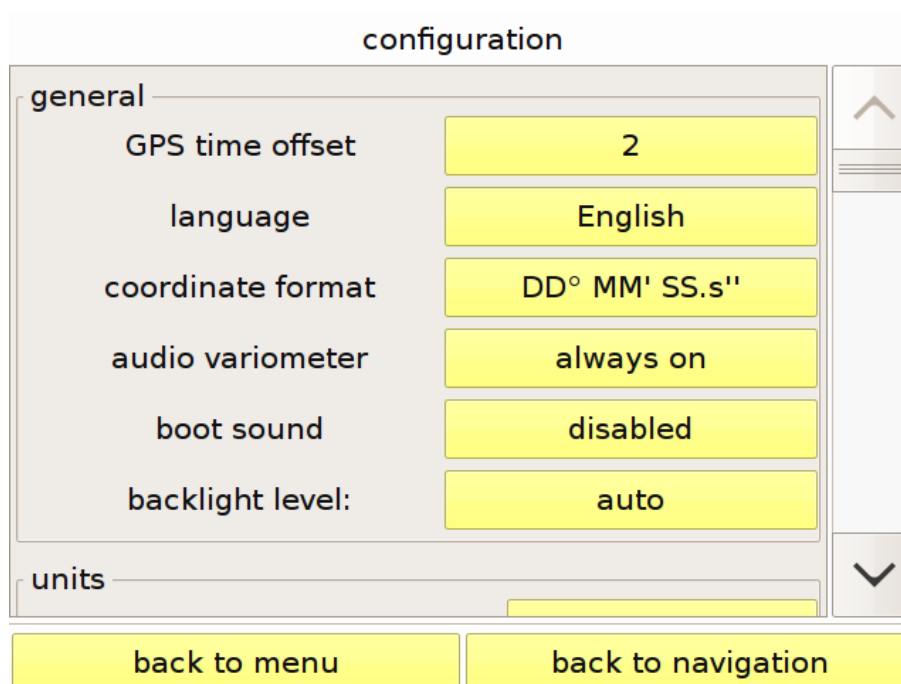 configuration
general
GPS time offset 2
language English
coordinate format DD° MM' SS.s''
audio variometer always on
boot sound disabled
backlight level: auto
units
back to menu back to navigation